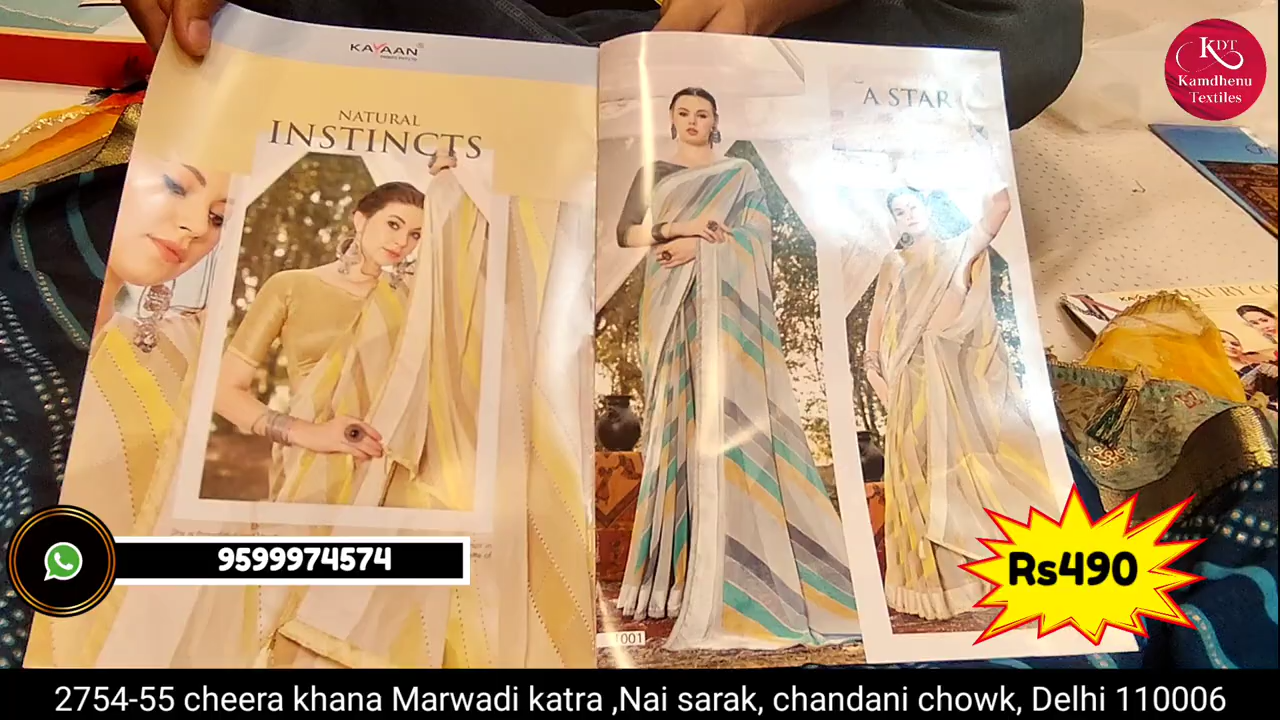 KAVAAN
NATURAL
INSTINCTS
A STAR
KDT
Kamdhenu
Textiles
1001
9599974574
Rs490
2754-55 cheera khana Marwadi katra ,Nai sarak, chandani chowk, Delhi 110006